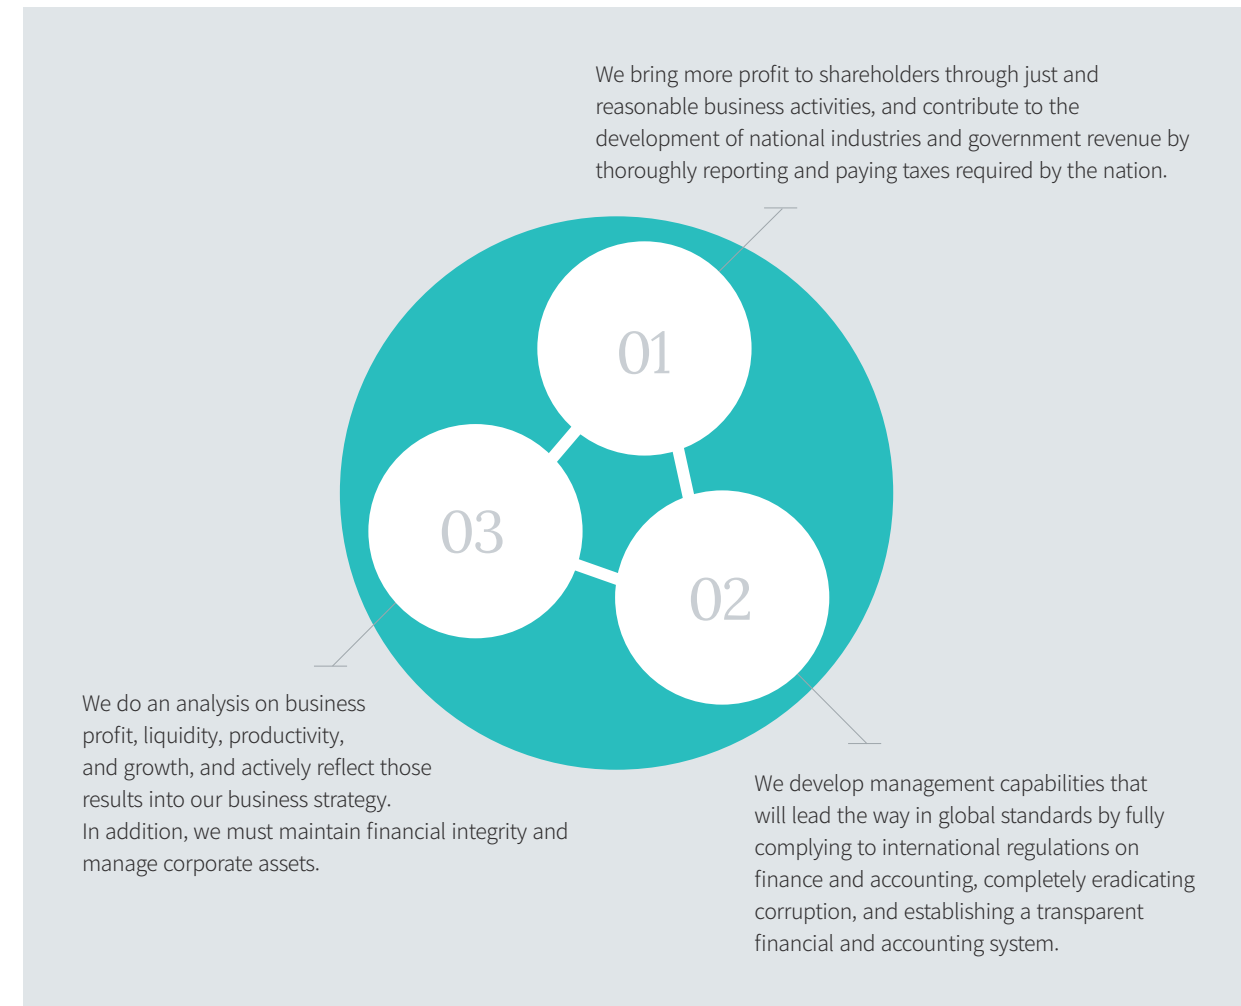 We bring more profit to shareholders through just and
reasonable business activities, and contribute to the
development of national industries and government revenue by
thoroughly reporting and paying taxes required by the nation.
01
03
02
We do an analysis on business
profit, liquidity, productivity,
and growth, and actively reflect those
results into our business strategy.
In addition, we must maintain financial integrity and
manage corporate assets.
We develop management capabilities that
will lead the way in global standards by fully
complying to international regulations on
finance and accounting, completely eradicating
corruption, and establishing a transparent
financial and accounting system.